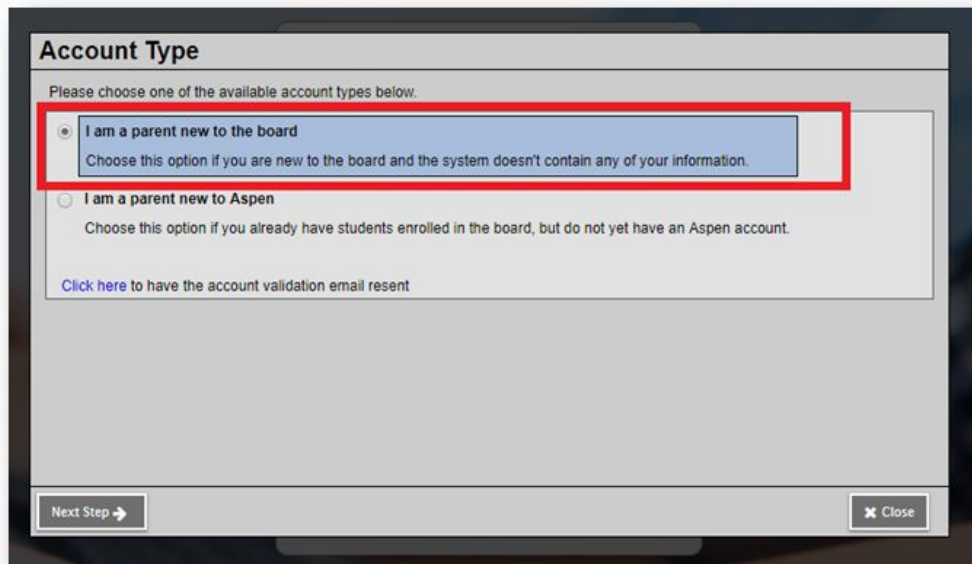 Account Type
Please choose one of the available account types below.
I am a parent new to the board
Choose this option if you are new to the board and the system doesn't contain any of your information.
I am a parent new to Aspen
Choose this option if you already have students enrolled in the board, but do not yet have an Aspen account.
Click here to have the account validation email resent
Next Step
Close